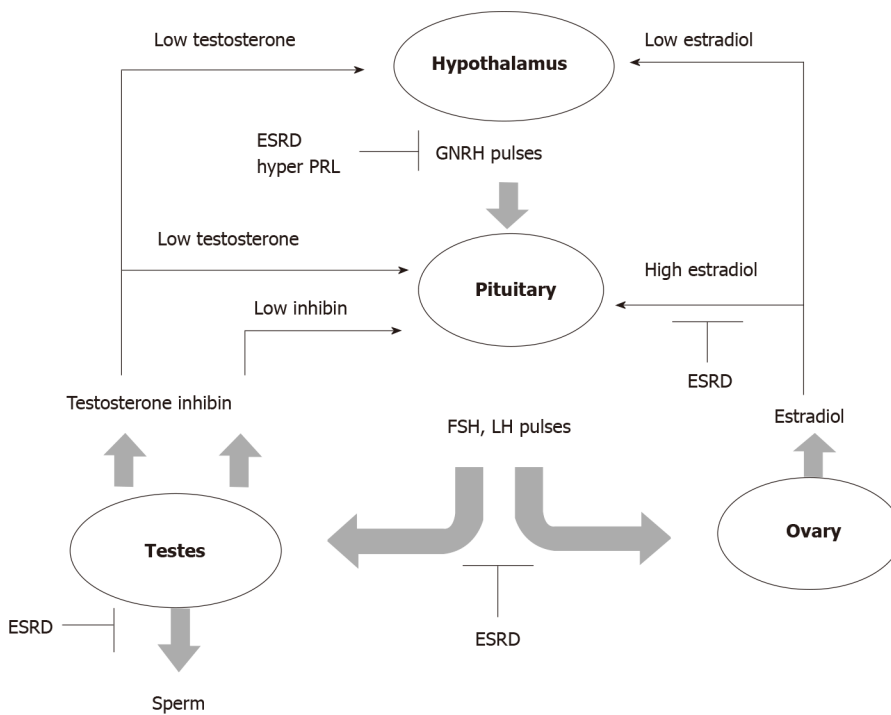 Low testosterone
Low estradiol
Hypothalamus
ESRD
hyper PRL
GNRH pulses
Low testosterone
High estradiol
Pituitary
Low inhibin
ESRD
Testosterone inhibin
Estradiol
FSH, LH pulses
Ovary
Testes
ESRD
ESRD
Sperm